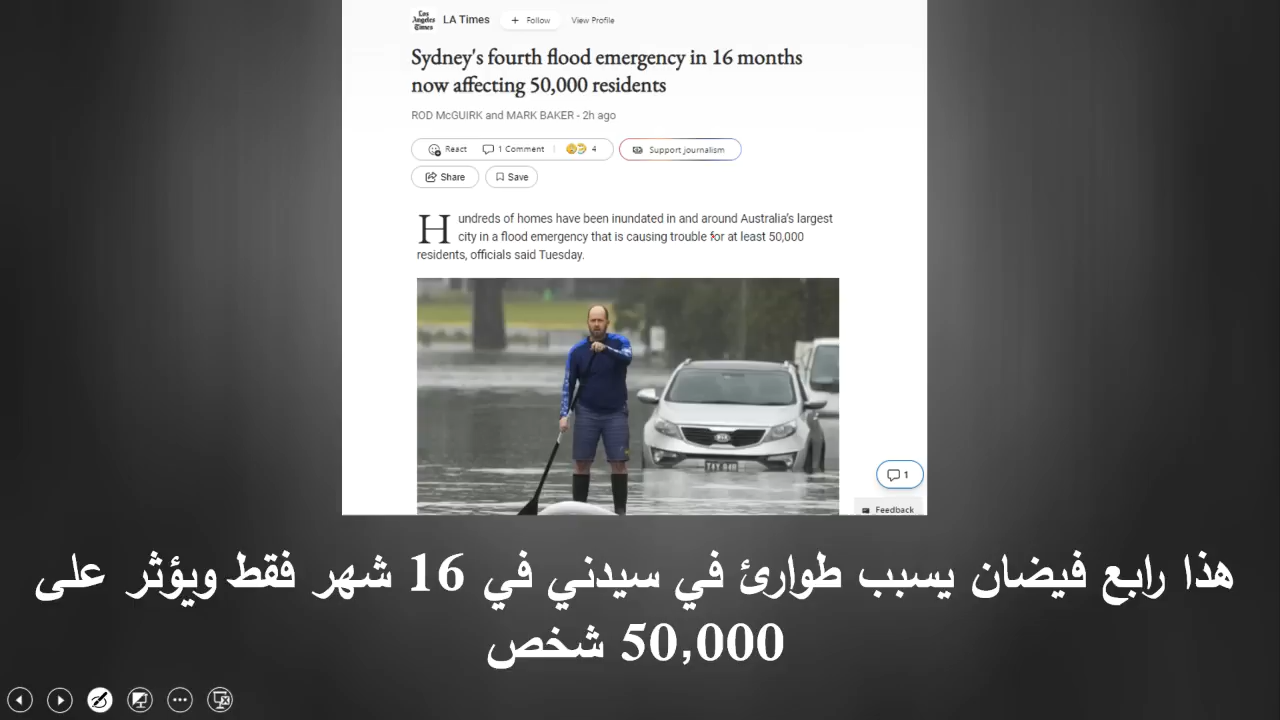 Los Angeles Times
LA Times
+ Follow
View Profile
Sydney's fourth flood emergency in 16 months
now affecting 50,000 residents
ROD McGUIRK and MARK BAKER - 2h ago
React
1 Comment
4
Support journalism
Share
Save
Hundreds of homes have been inundated in and around Australia's largest
city in a flood emergency that is causing trouble for at least 50,000
residents, officials said Tuesday.
KIA
1
Feedback
هذا رابع فيضان يسبب طوارئ في سيدني في 16 شهر فقط ويؤثر على
50,000 شخص